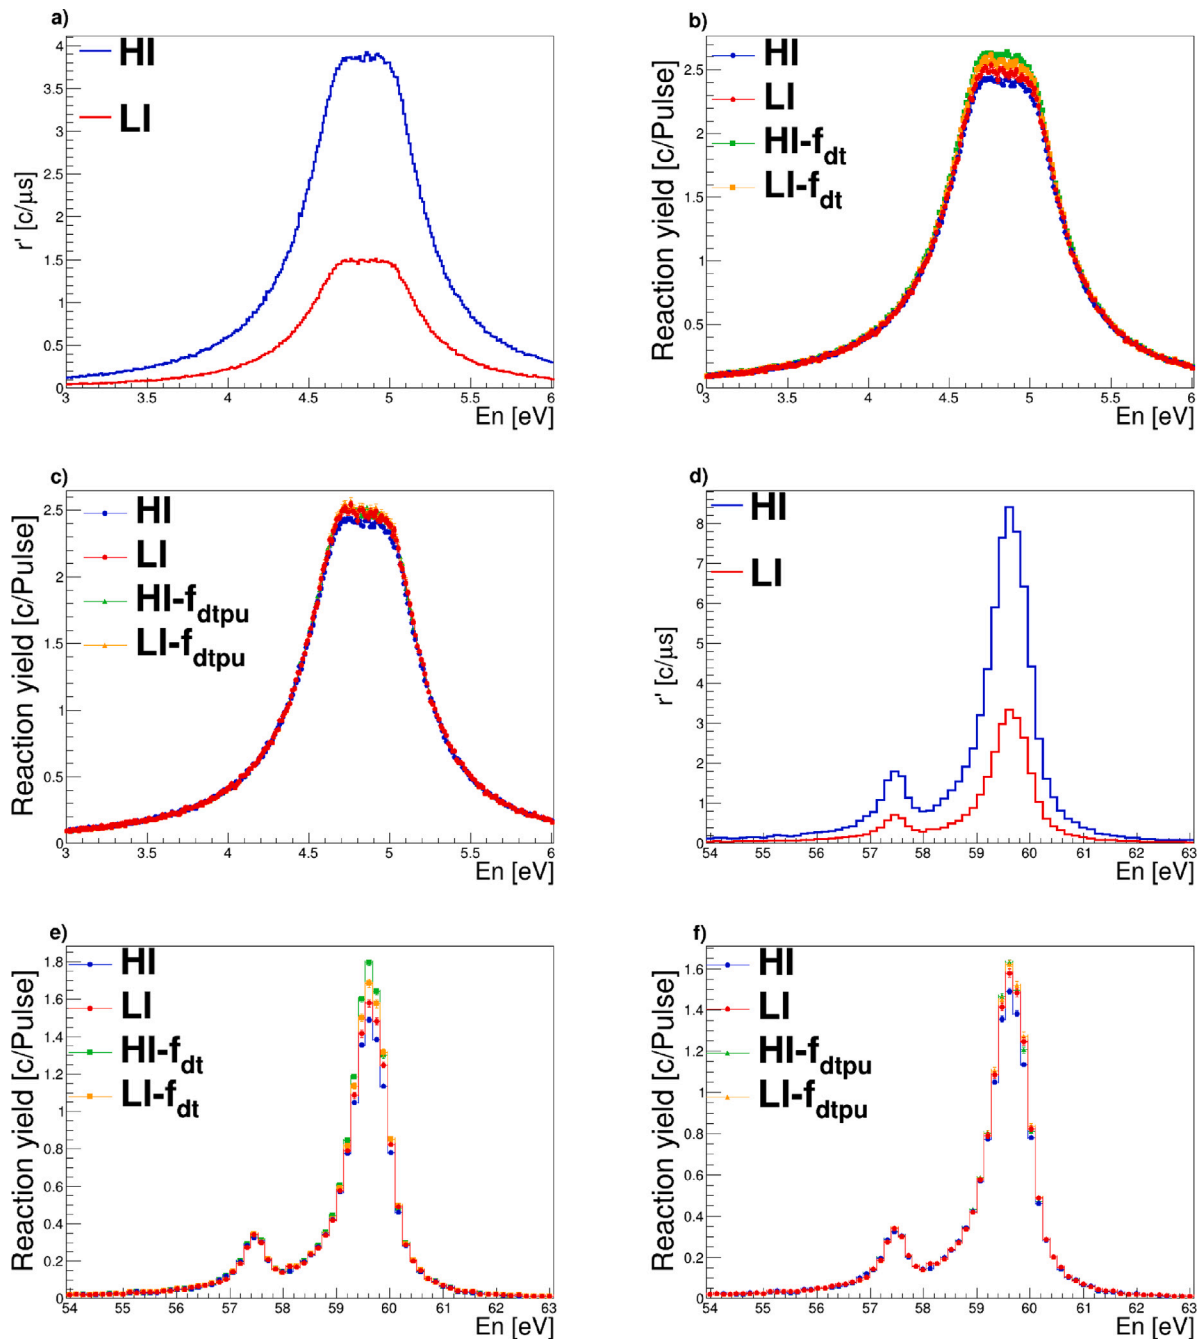 a)
HI
LI
r' [c/μs]
4
3.5
3
2.5
2
1.5
1
0.5
0
3 3.5 4 4.5 5 5.5 6
En [eV]
b)
HI
LI
HI-fdt
LI-fdt
Reaction yield [c/Pulse]
2.5
2
1.5
1
0.5
0
3 3.5 4 4.5 5 5.5 6
En [eV]
c)
HI
LI
HI-fdtpu
LI-fdtpu
Reaction yield [c/Pulse]
2.5
2
1.5
1
0.5
0
3 3.5 4 4.5 5 5.5 6
En [eV]
d)
HI
LI
r' [c/μs]
8
7
6
5
4
3
2
1
0
54 55 56 57 58 59 60 61 62 63
En [eV]
e)
HI
LI
HI-fdt
LI-fdt
Reaction yield [c/Pulse]
1.8
1.6
1.4
1.2
1
0.8
0.6
0.4
0.2
0
54 55 56 57 58 59 60 61 62 63
En [eV]
f)
HI
LI
HI-fdtpu
LI-fdtpu
Reaction yield [c/Pulse]
1.6
1.4
1.2
1
0.8
0.6
0.4
0.2
0
54 55 56 57 58 59 60 61 62 63
En [eV]